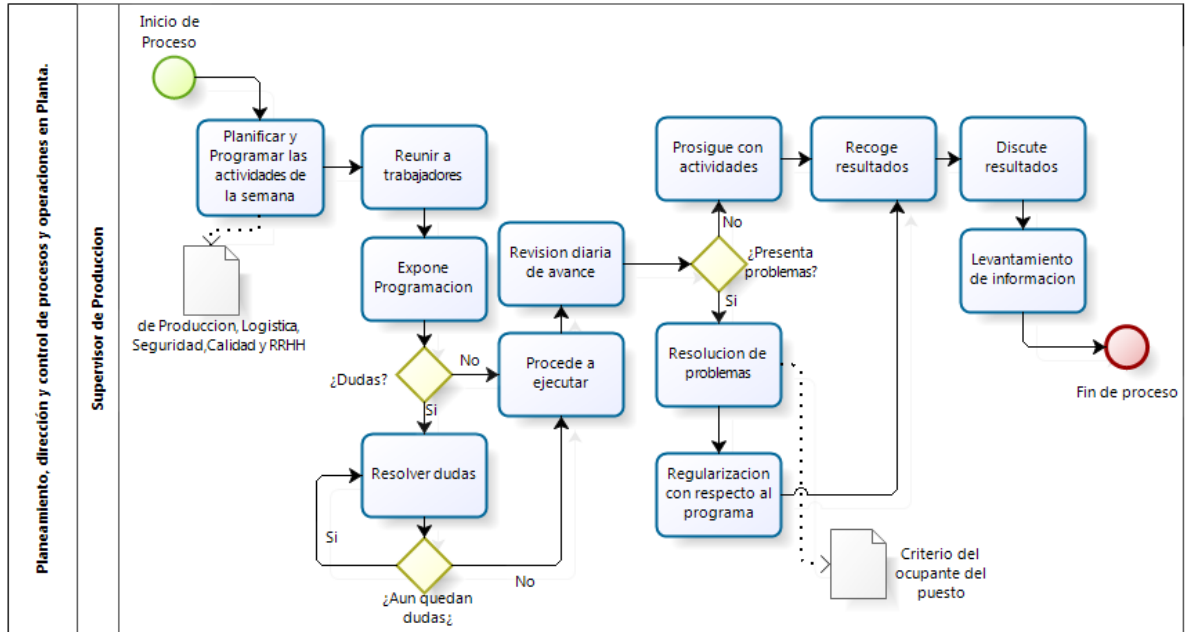 Planeamiento, dirección y control de procesos y operaciones en Planta.
Supervisor de Produccion
Inicio de
Proceso
Planificar y
Programar las
actividades de
la semana
de Produccion, Logistica,
Seguridad,Calidad y RRHH
Reunir a
trabajadores
Expone
Programacion
¿Dudas?
No
Si
Resolver dudas
Si
No
¿Aun quedan
dudas¿
Procede a
ejecutar
Revision diaria
de avance
¿Presenta
problemas?
No
Si
Prosigue con
actividades
Resolucion de
problemas
Regularizacion
con respecto al
programa
Criterio del
ocupante del
puesto
Recoge
resultados
Discute
resultados
Levantamiento
de informacion
Fin de proceso